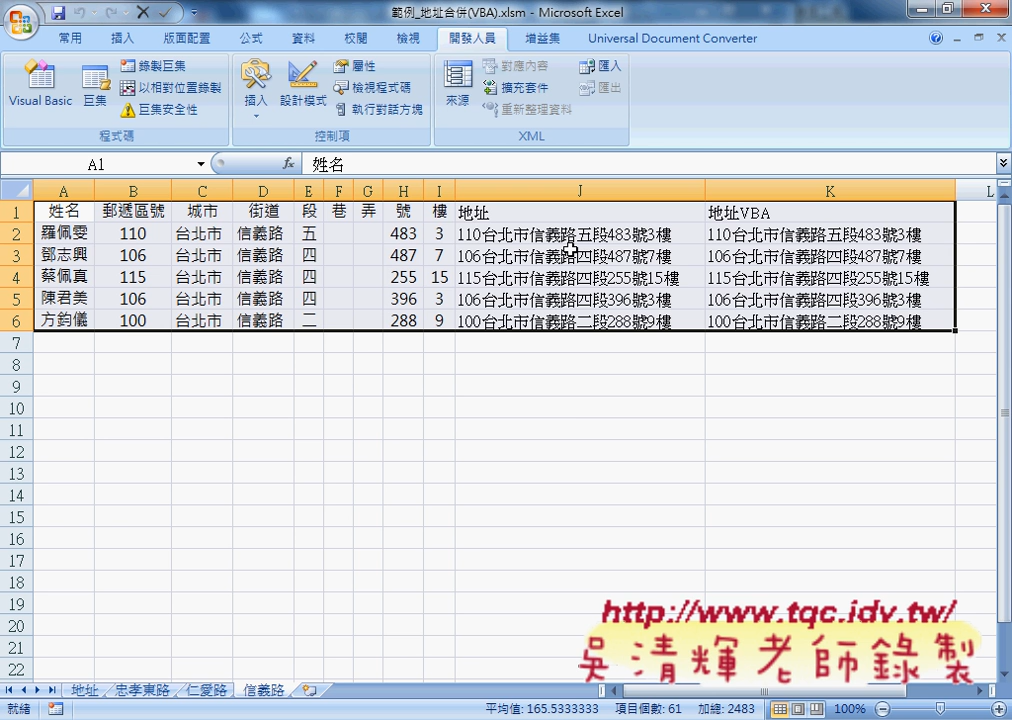 範例_地址合併(VBA).xlsm - Microsoft Excel
常用 插入 版面配置 公式 資料 校閱 檢視 開發人員 增益集 Universal Document Converter
Visual Basic 巨集 錄製巨集 以相對位置錄製 巨集安全性 插入 設計模式 屬性 檢視程式碼 執行對話方塊 來源 對應內容 擴充套件 重新整理資料 匯入 匯出
程式碼 控制項 XML
A1 fx 姓名
A B C D E F G H I J K L
1 姓名 郵遞區號 城市 街道 段 巷 弄 號 樓 地址 地址VBA
2 羅佩雯 110 台北市 信義路 五 483 3 110台北市信義路五段483號3樓 110台北市信義路五段483號3樓
3 鄧志興 106 台北市 信義路 四 487 7 106台北市信義路四段487號7樓 106台北市信義路四段487號7樓
4 蔡佩真 115 台北市 信義路 四 255 15 115台北市信義路四段255號15樓 115台北市信義路四段255號15樓
5 陳君美 106 台北市 信義路 四 396 3 106台北市信義路四段396號3樓 106台北市信義路四段396號3樓
6 方鈞儀 100 台北市 信義路 二 288 9 100台北市信義路二段288號9樓 100台北市信義路二段288號9樓
7
8
9
10
11
12
13
14
15
16
17
18
19
20
21
22
http://www.tqc.idv.tw/
吳清輝老師錄製
地址 忠孝東路 仁愛路 信義路
就緒 平均值: 165.5333333 項目個數: 61 加總: 2483 100%